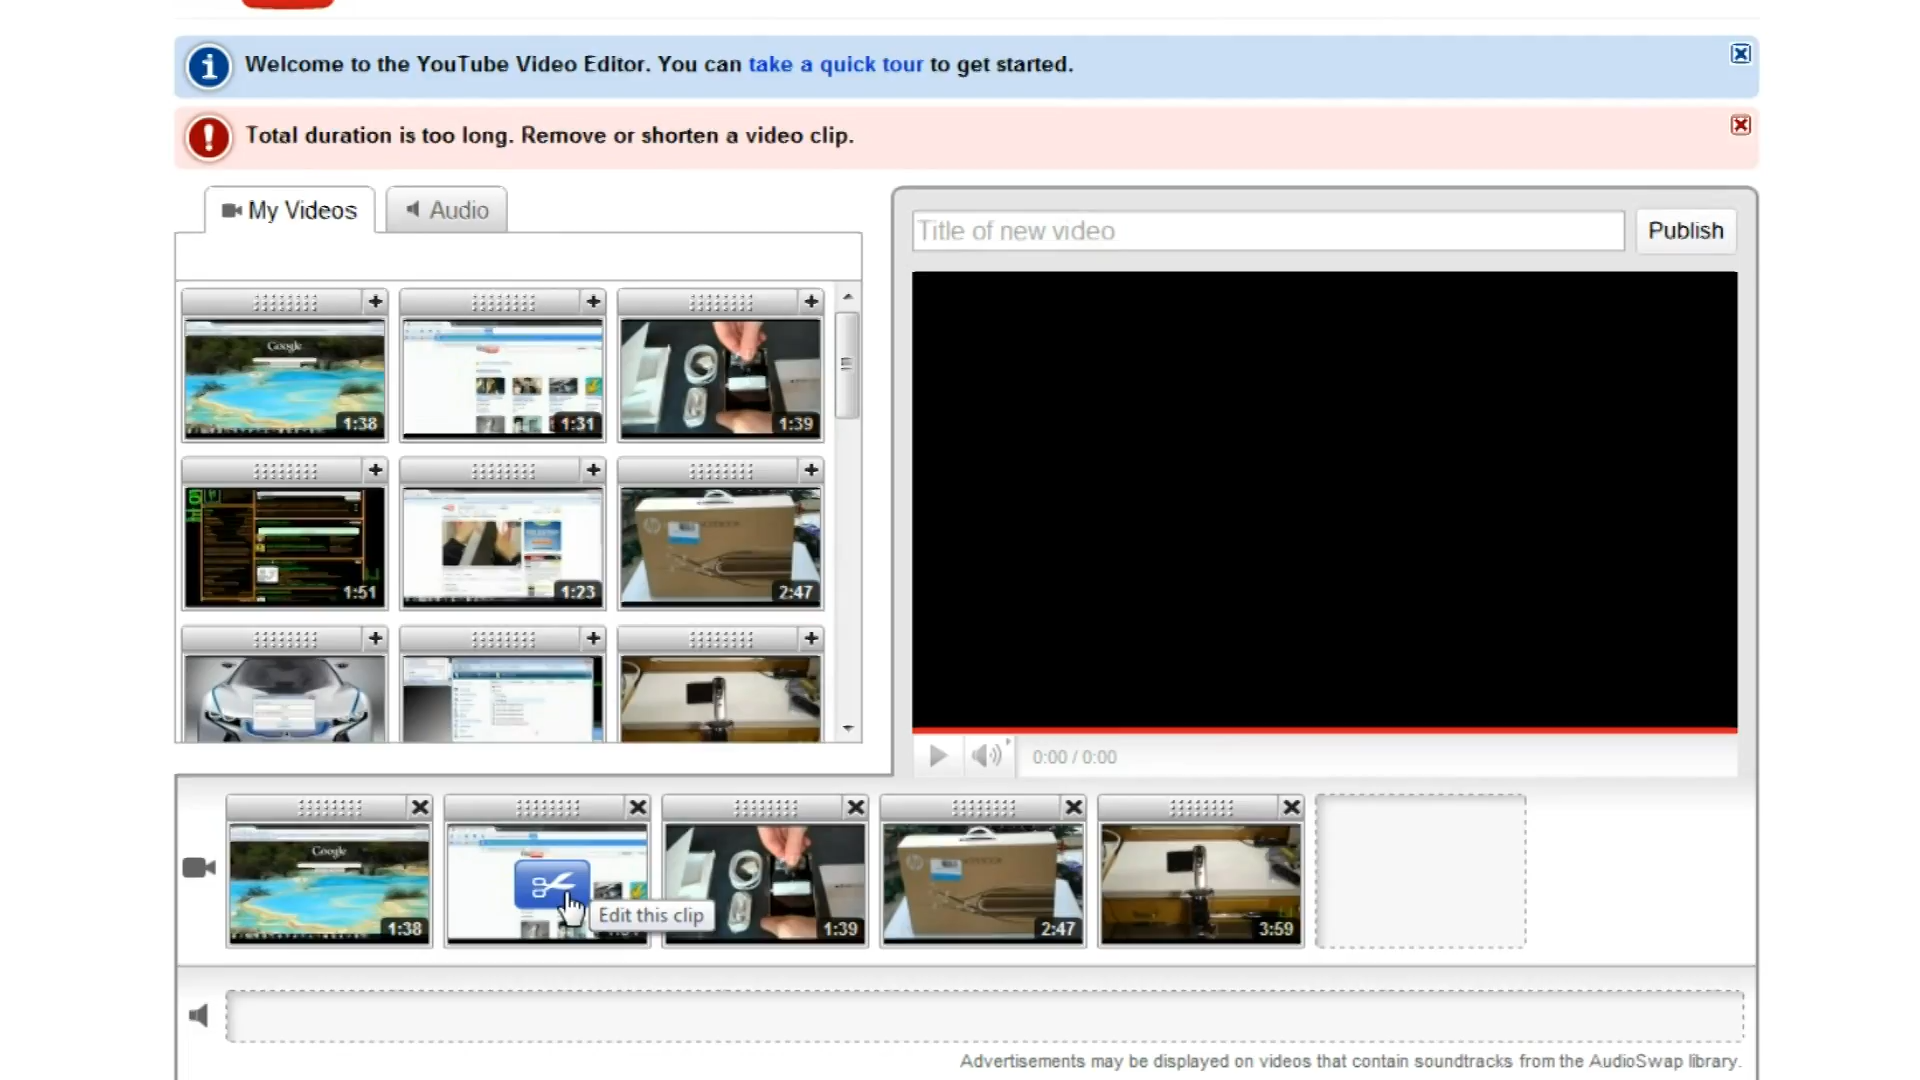 Welcome to the YouTube Video Editor. You can take a quick tour to get started.
Total duration is too long. Remove or shorten a video clip.
My Videos
Audio
Title of new video
Publish
Google
1:38
1:31
1:39
1:51
1:23
2:47
0:00 / 0:00
Google
1:38
Edit this clip
1:39
2:47
3:59
Advertisements may be displayed on videos that contain soundtracks from the AudioSwap library.